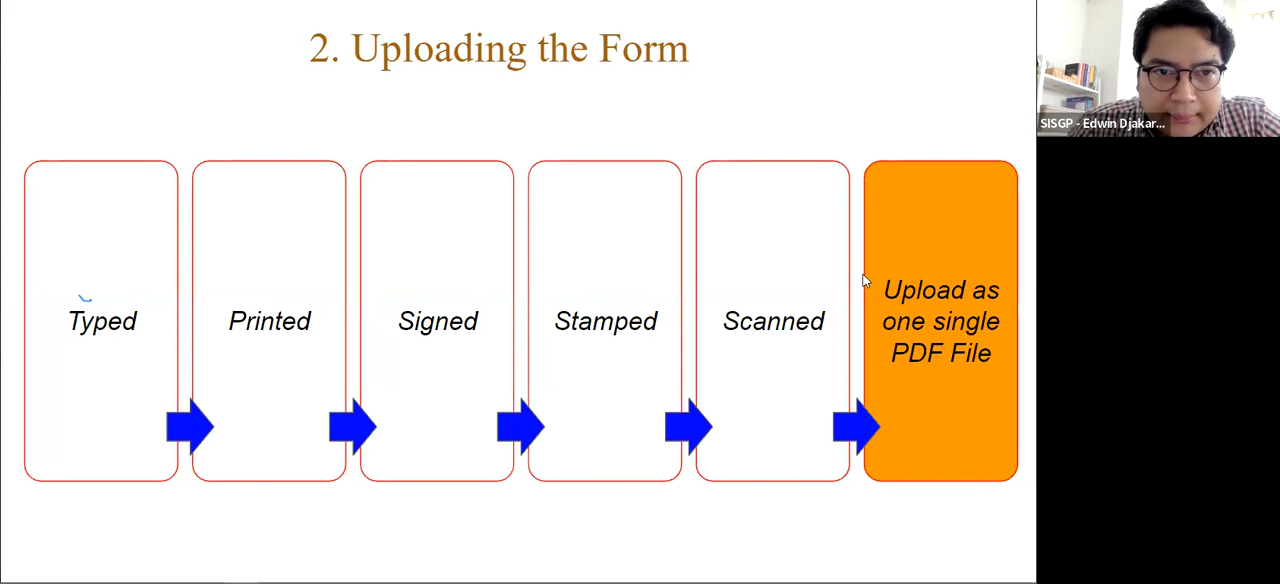 2. Uploading the Form
SISGP - Edwin Djakar...
Typed
Printed
Signed
Stamped
Scanned
Upload as
one single
PDF File